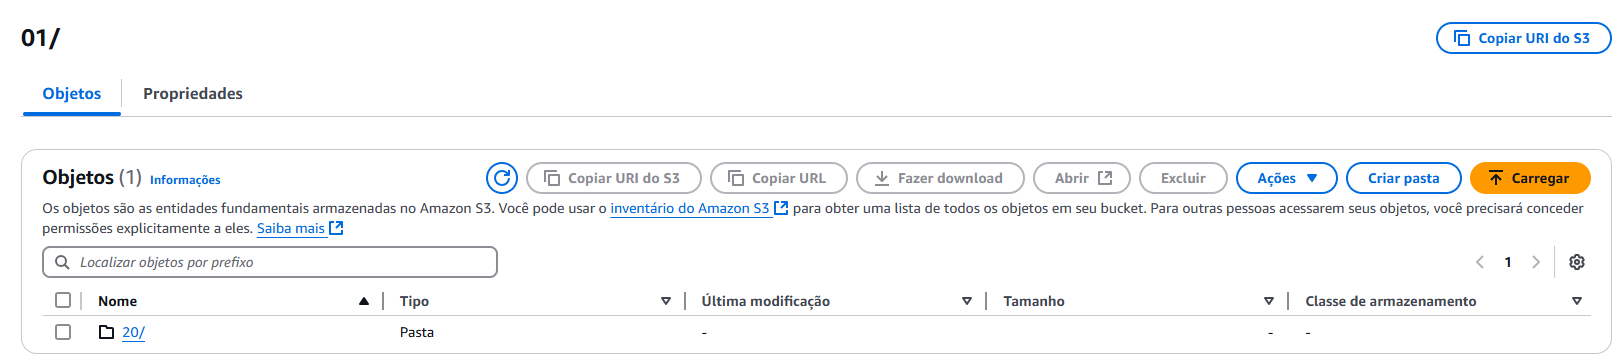 01/
Copiar URI do S3
Objetos
Propriedades
Objetos (1) Informações
Copiar URI do S3
Copiar URL
Fazer download
Abrir
Excluir
Ações
Criar pasta
Carregar
Os objetos são as entidades fundamentais armazenadas no Amazon S3. Você pode usar o inventário do Amazon S3 para obter uma lista de todos os objetos em seu bucket. Para outras pessoas acessarem seus objetos, você precisará conceder
permissões explicitamente a eles. Saiba mais
Localizar objetos por prefixo
1
Nome Tipo Última modificação Tamanho Classe de armazenamento
20/ Pasta - - -